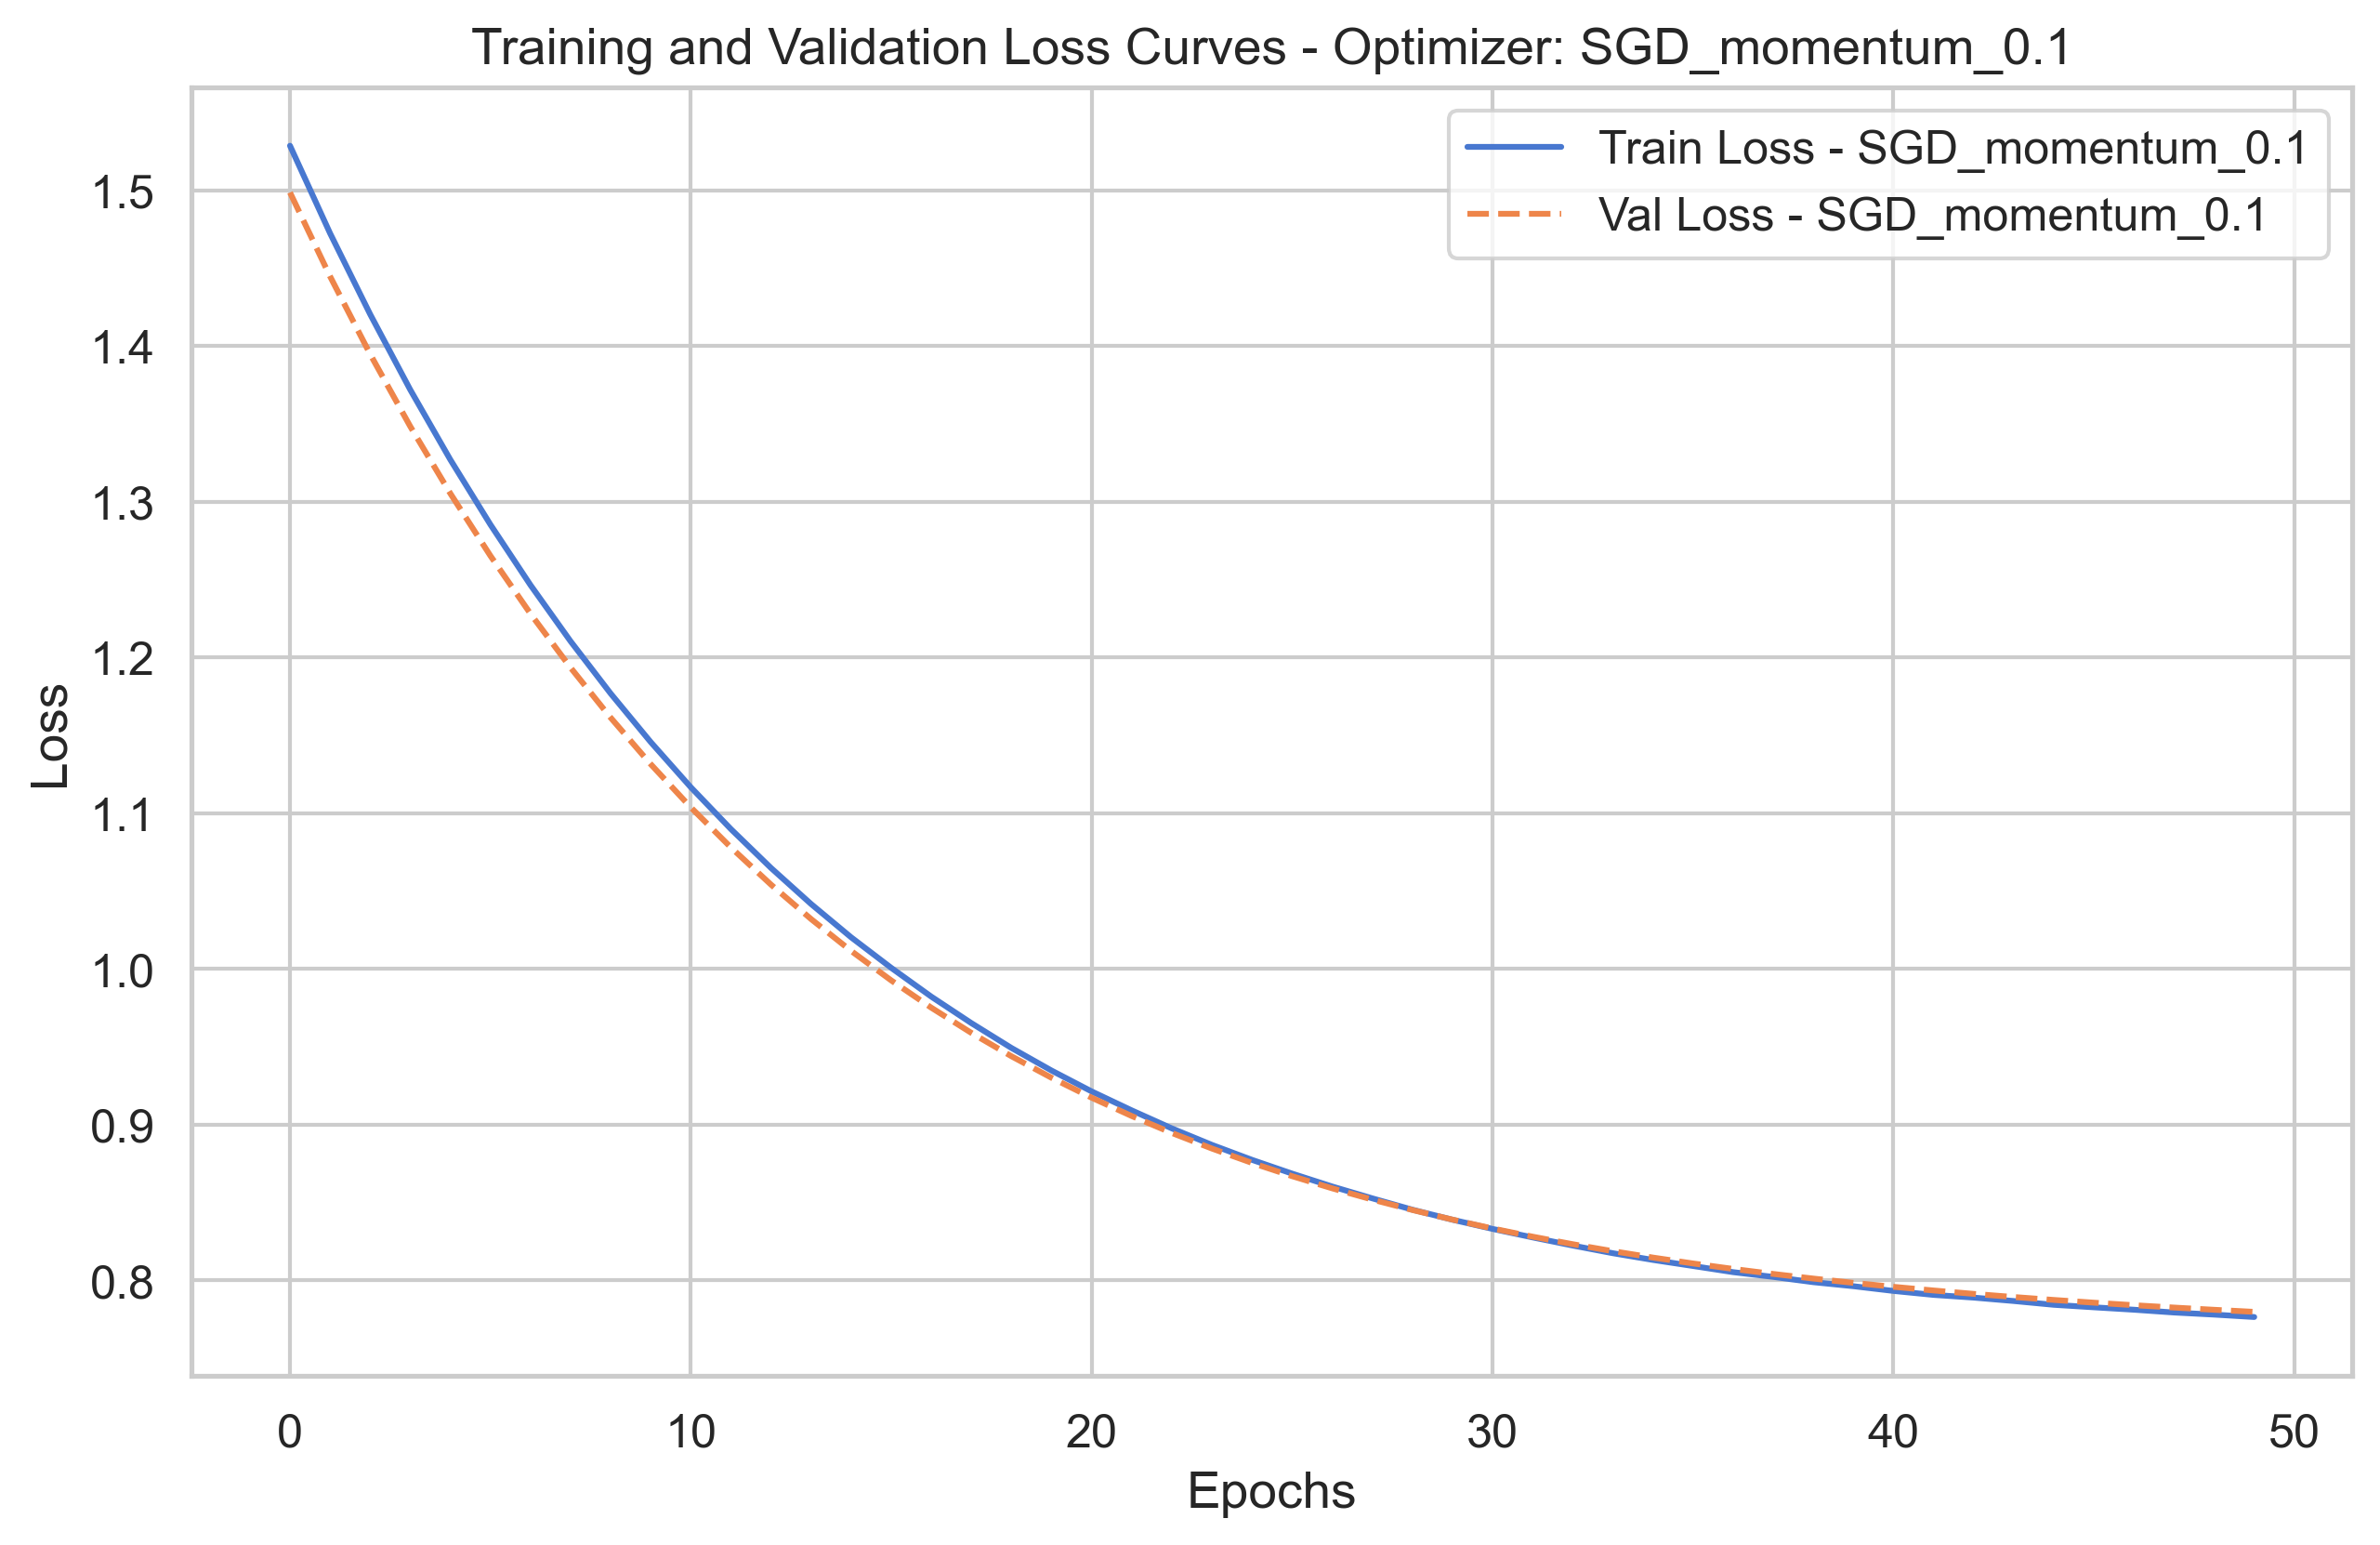 Training and Validation Loss Curves - Optimizer: SGD_momentum_0.1
Train Loss - SGD_momentum_0.1
Val Loss - SGD_momentum_0.1
Loss
1.5
1.4
1.3
1.2
1.1
1.0
0.9
0.8
0 10 20 30 40 50
Epochs